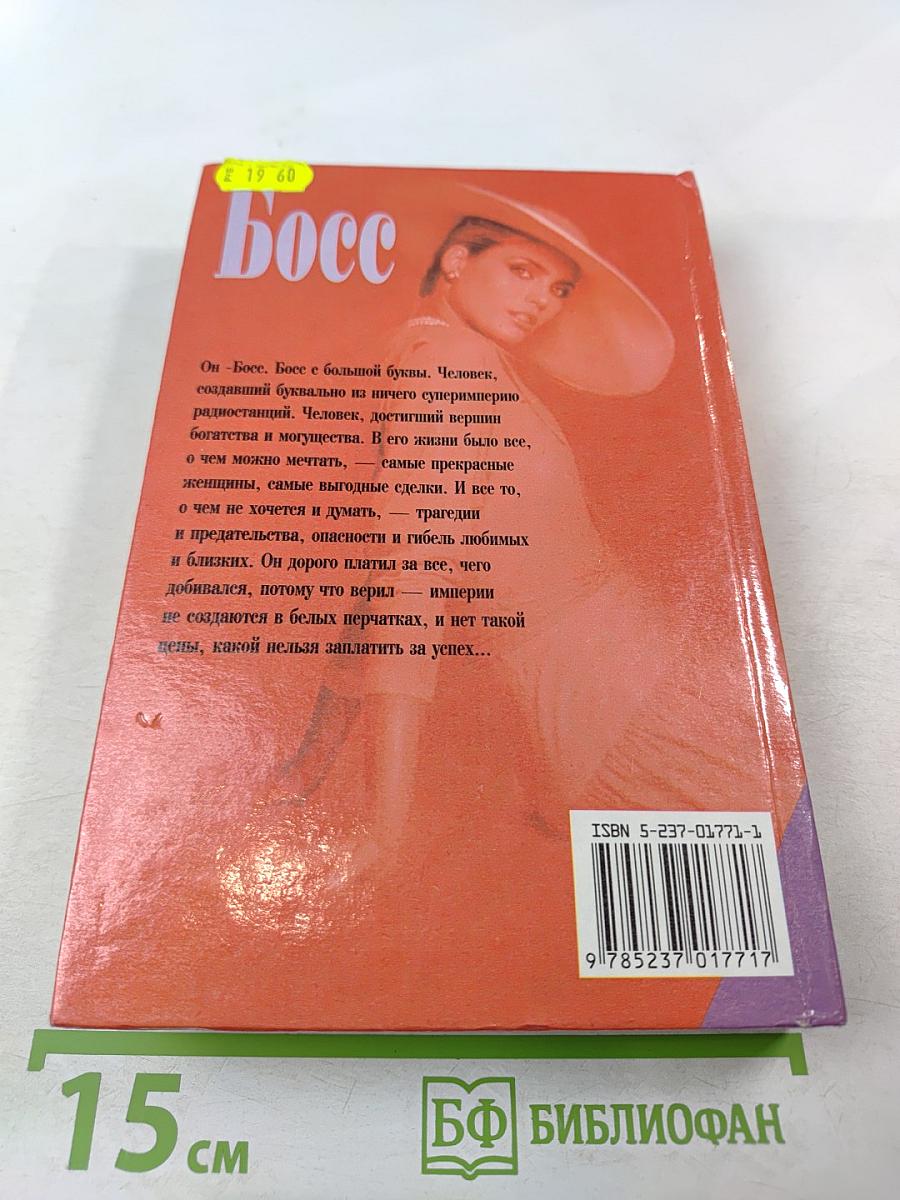 РУБ 19 60
Босс
Он -Босс. Босс с большой буквы. Человек,
создавший буквально из ничего суперимперию
радиостанций. Человек, достигший вершин
богатства и могущества. В его жизни было все,
о чем можно мечтать, — самые прекрасные
женщины, самые выгодные сделки. И все то,
о чем не хочется и думать, — трагедии
и предательства, опасности и гибель любимых
и близких. Он дорого платил за все, чего
добивался, потому что верил — империи
не создаются в белых перчатках, и нет такой
цены, какой нельзя заплатить за успех...
ISBN 5-237-01771-1
9 785237 017717
15 см
БФ БИБЛИОФАН